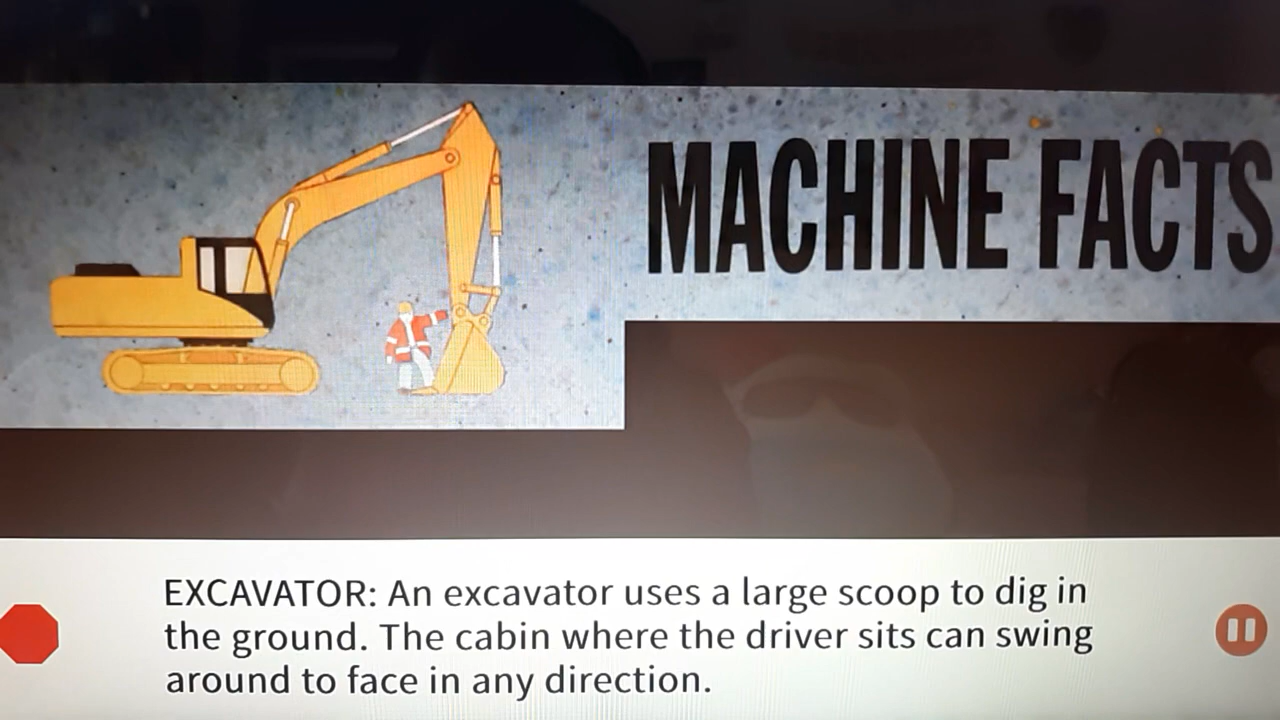 MACHINE FACTS
EXCAVATOR: An excavator uses a large scoop to dig in
the ground. The cabin where the driver sits can swing
around to face in any direction.